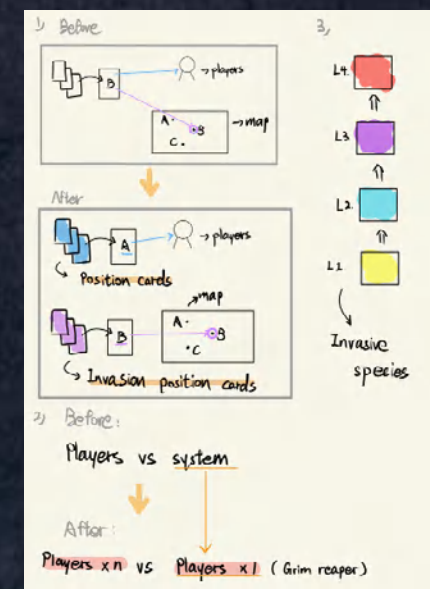 1) Before
B
→ players
A
B
C
→ map
After
A
→ players
Position cards
map
A
B
B
C
Invasion position cards
2) Before:
Players vs system
After:
Players x n vs Players x 1 (Grim reaper)
3)
L4
L3
L2
L1
Invasive
species